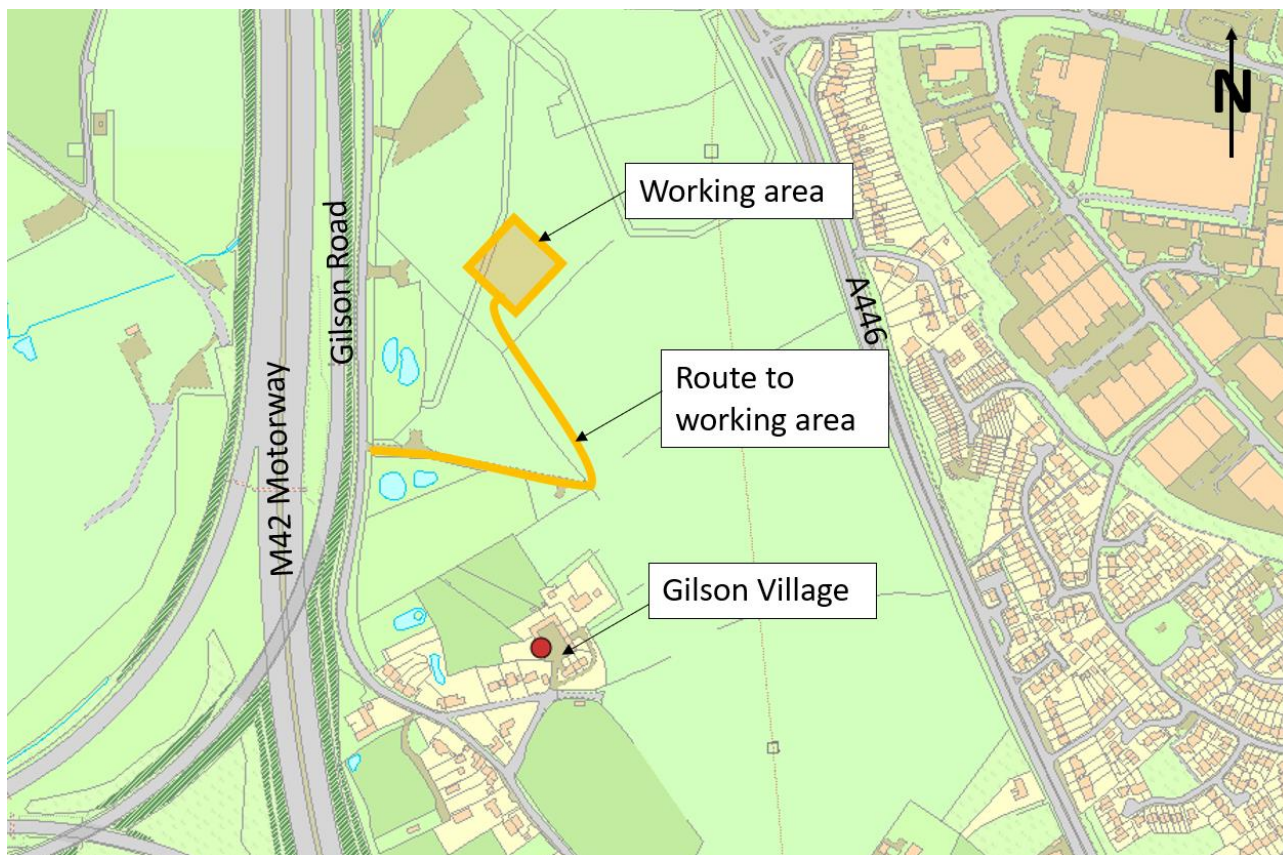 N
Working area
Gilson Road
A446
Route to
working area
M42 Motorway
Gilson Village